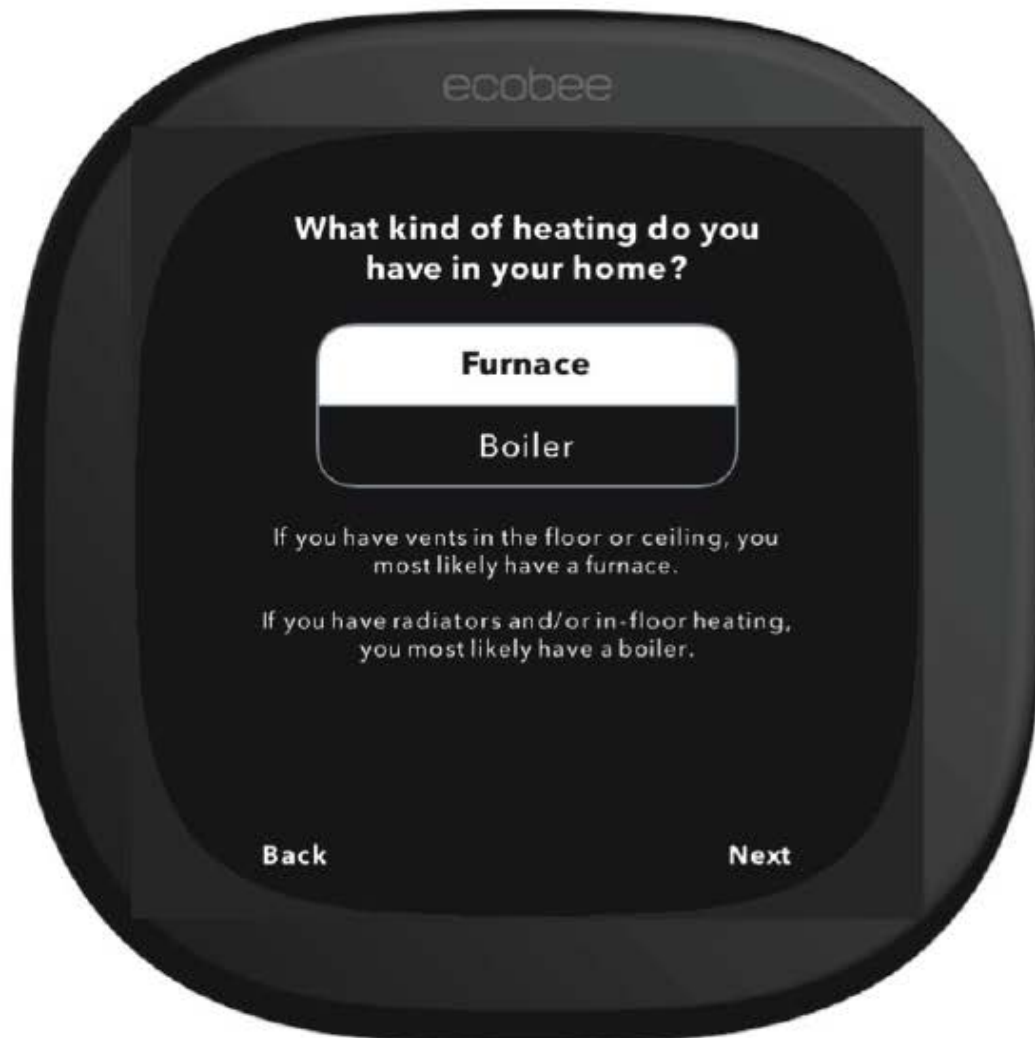 ecobee
What kind of heating do you
have in your home?
Furnace
Boiler
If you have vents in the floor or ceiling, you
most likely have a furnace.
If you have radiators and/or in-floor heating,
you most likely have a boiler.
Back
Next